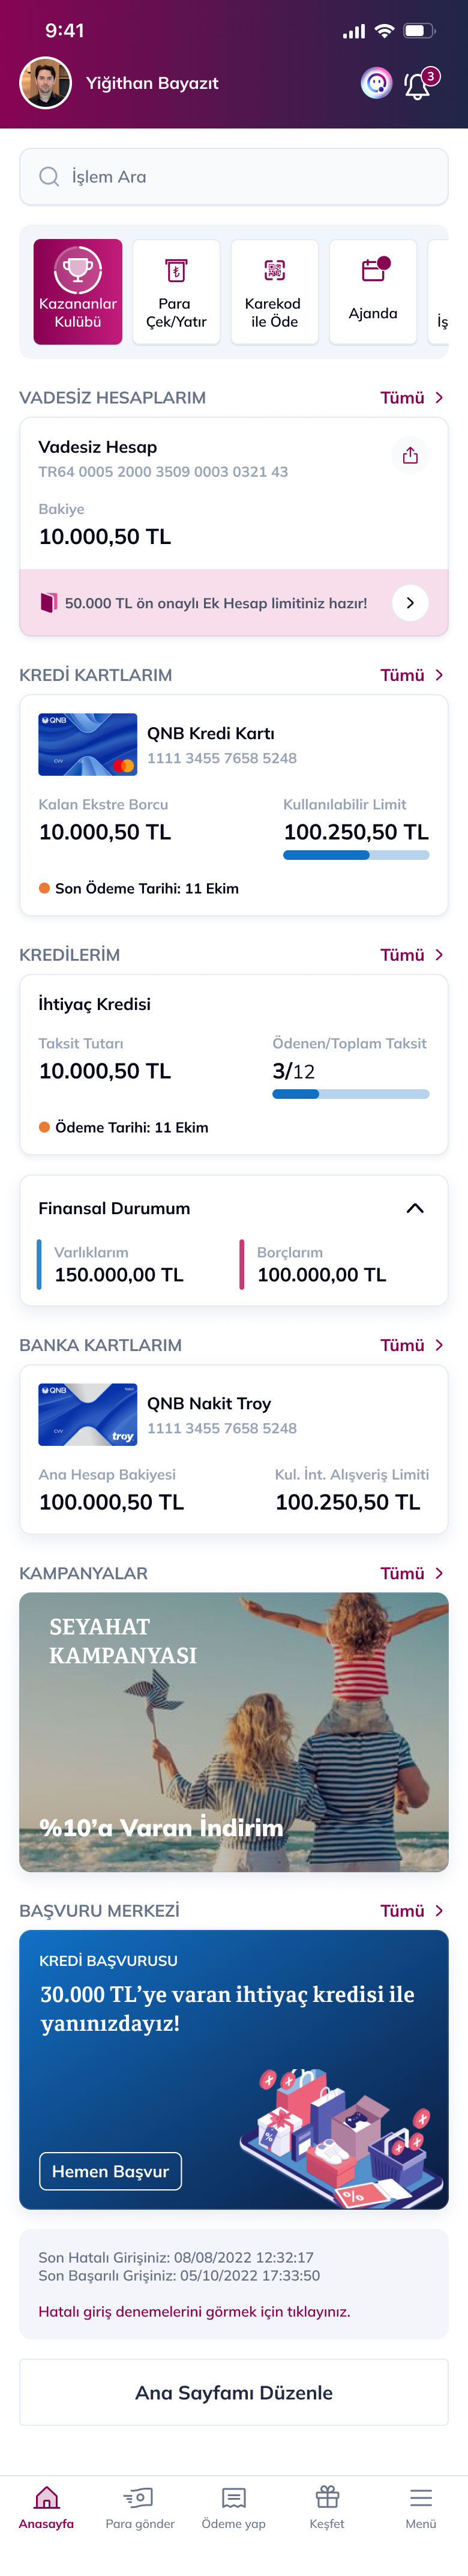 9:41
Yiğithan Bayazıt
3
İşlem Ara
Kazananlar
Kulübü
Para
Çek/Yatır
Karekod
ile Öde
Ajanda
İş
VADESİZ HESAPLARIM
Tümü
Vadesiz Hesap
TR64 0005 2000 3509 0003 0321 43
Bakiye
10.000,50 TL
50.000 TL ön onaylı Ek Hesap limitiniz hazır!
KREDİ KARTLARIM
Tümü
QNB
CVV
QNB Kredi Kartı
1111 3455 7658 5248
Kalan Ekstre Borcu
Kullanılabilir Limit
10.000,50 TL
100.250,50 TL
Son Ödeme Tarihi: 11 Ekim
KREDİLERİM
Tümü
İhtiyaç Kredisi
Taksit Tutarı
Ödenen/Toplam Taksit
10.000,50 TL
3/12
Ödeme Tarihi: 11 Ekim
Finansal Durumum
Varlıklarım
150.000,00 TL
Borçlarım
100.000,00 TL
BANKA KARTLARIM
Tümü
QNB
CVV
troy
QNB Nakit Troy
1111 3455 7658 5248
Ana Hesap Bakiyesi
Kul. İnt. Alışveriş Limiti
100.000,50 TL
100.250,50 TL
KAMPANYALAR
Tümü
SEYAHAT
KAMPANYASI
%10’a Varan İndirim
BAŞVURU MERKEZİ
Tümü
KREDİ BAŞVURUSU
30.000 TL’ye varan ihtiyaç kredisi ile
yanınızdayız!
Hemen Başvur
Son Hatalı Girişiniz: 08/08/2022 12:32:17
Son Başarılı Grişiniz: 05/10/2022 17:33:50
Hatalı giriş denemelerini görmek için tıklayınız.
Ana Sayfamı Düzenle
Anasayfa
Para gönder
Ödeme yap
Keşfet
Menü